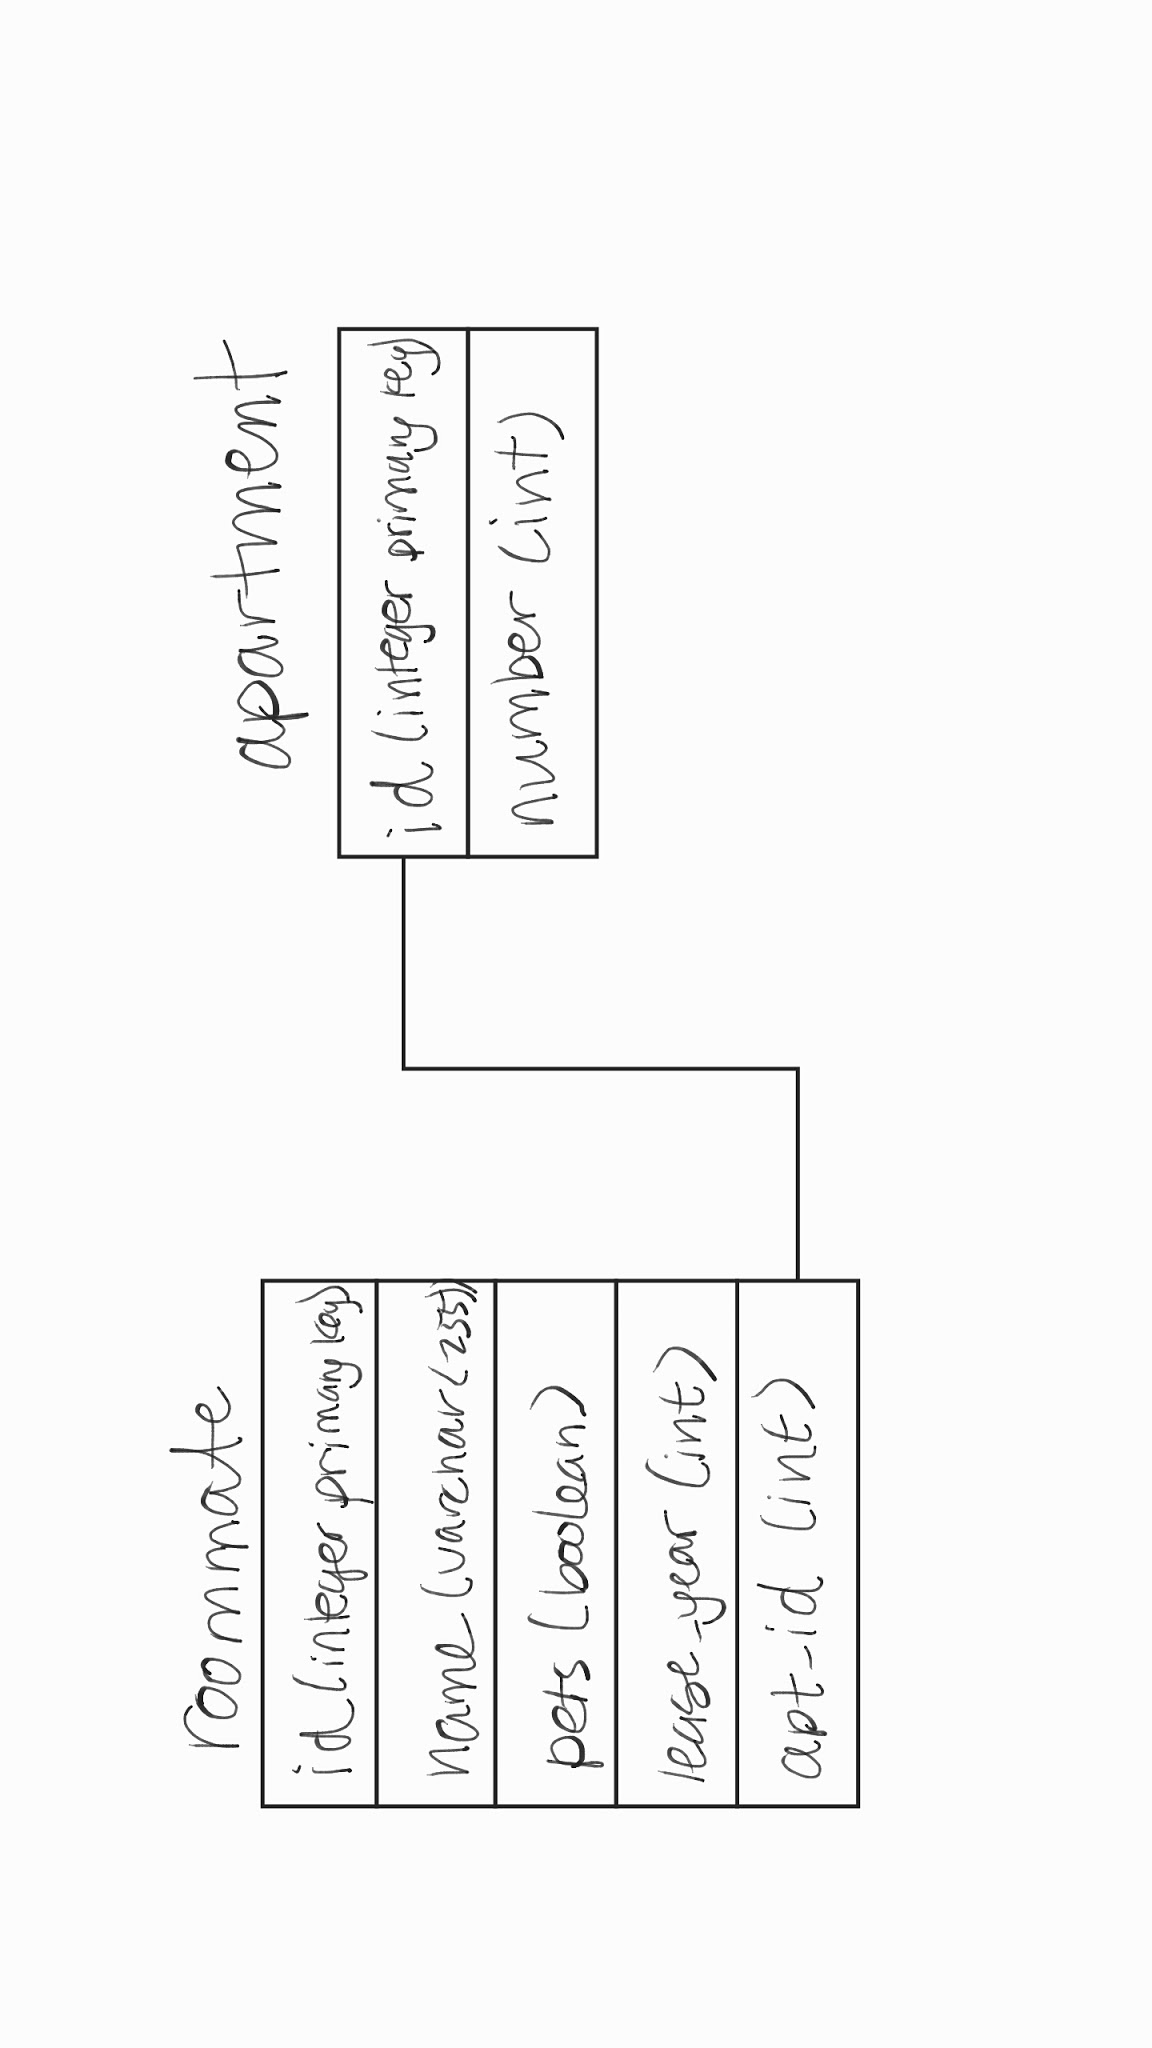 roommate
id (integer primary key)
name (varchar(255))
pets (boolean)
lease_year (int)
apt_id (int)
apartment
id (integer primary key)
number (int)